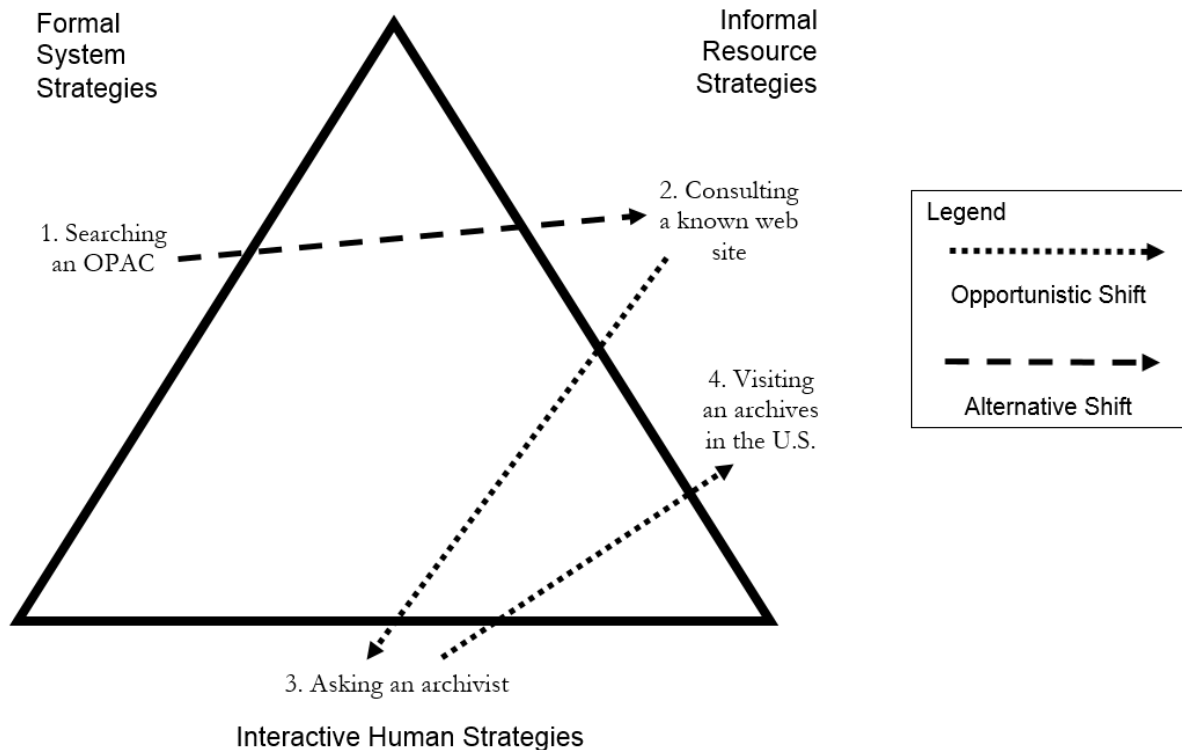 Formal
System
Strategies
Informal
Resource
Strategies
1. Searching
an OPAC
2. Consulting
a known web
site
4. Visiting
an archives
in the U.S.
3. Asking an archivist
Interactive Human Strategies
Legend
Opportunistic Shift
Alternative Shift